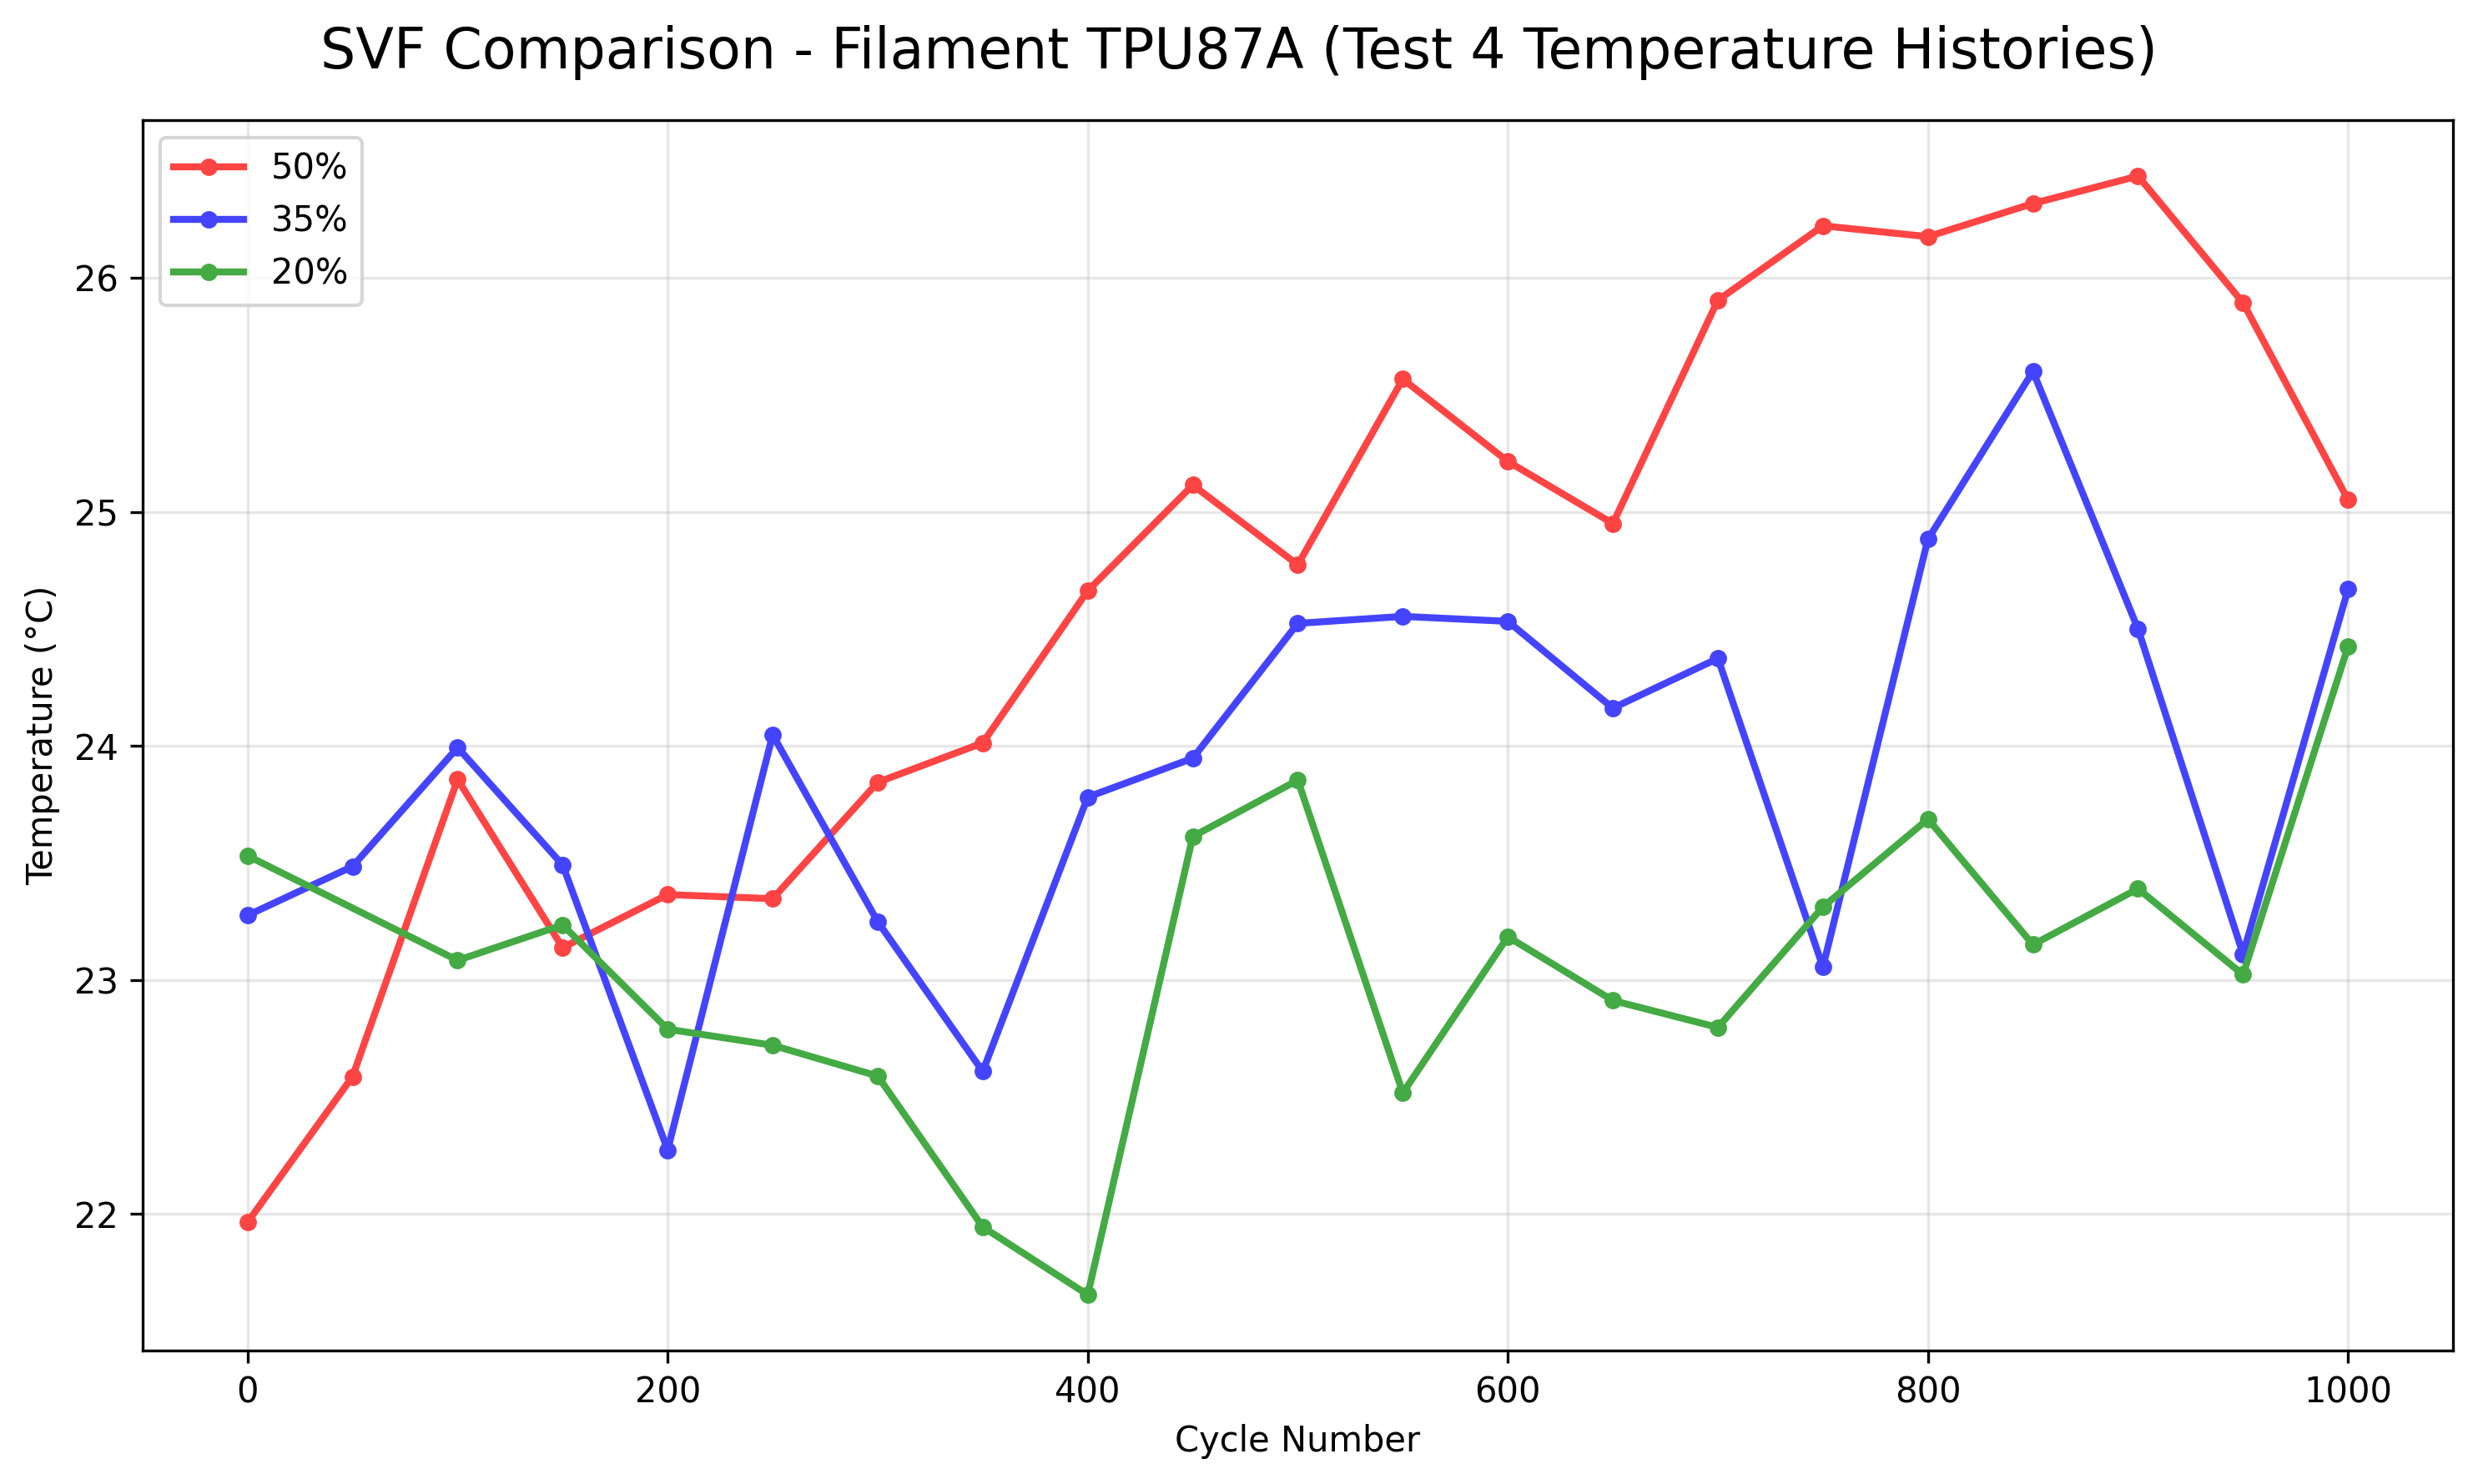 SVF Comparison - Filament TPU87A (Test 4 Temperature Histories)
50%
35%
20%
Temperature (°C)
26
25
24
23
22
0 200 400 600 800 1000
Cycle Number